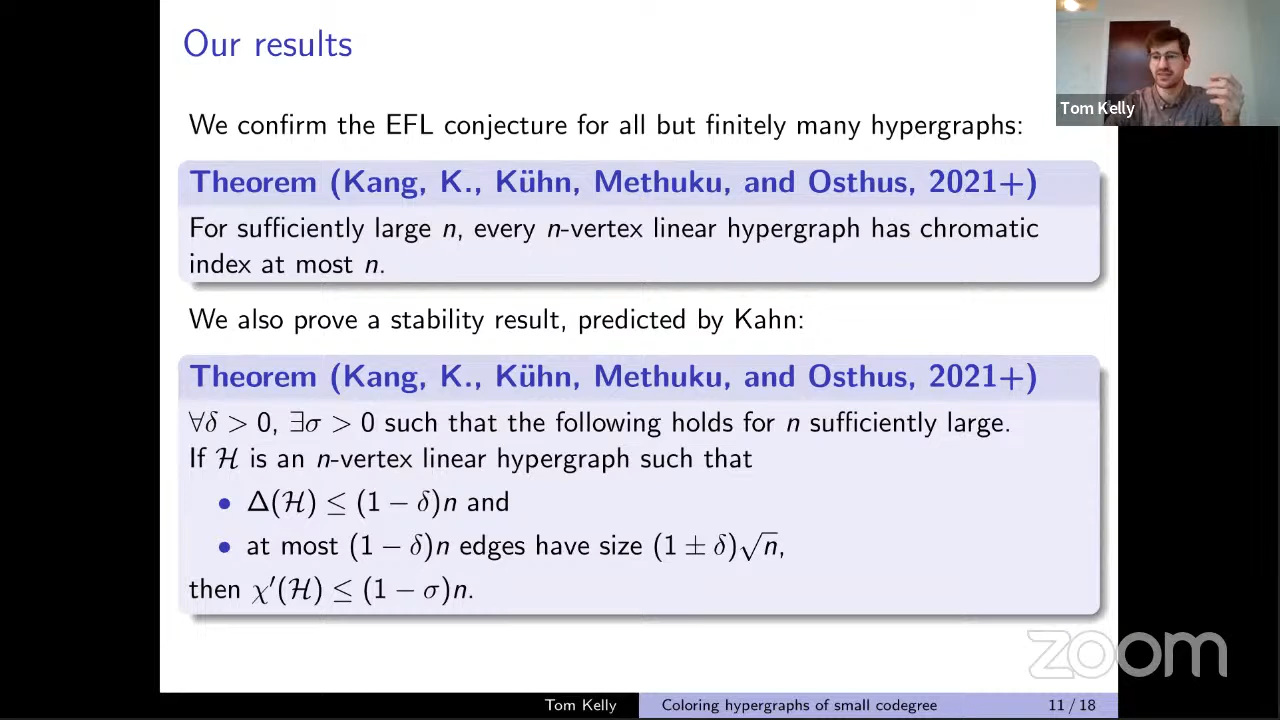 Our results
Tom Kelly
We confirm the EFL conjecture for all but finitely many hypergraphs:
Theorem (Kang, K., Kühn, Methuku, and Osthus, 2021+)
For sufficiently large n, every n-vertex linear hypergraph has chromatic
index at most n.
We also prove a stability result, predicted by Kahn:
Theorem (Kang, K., Kühn, Methuku, and Osthus, 2021+)
∀δ > 0, ∃σ > 0 such that the following holds for n sufficiently large.
If ℋ is an n-vertex linear hypergraph such that
• Δ(ℋ) ≤ (1 − δ)n and
• at most (1 − δ)n edges have size (1 ± δ)√n,
then χ′(ℋ) ≤ (1 − σ)n.
zoom
Tom Kelly Coloring hypergraphs of small codegree 11 / 18